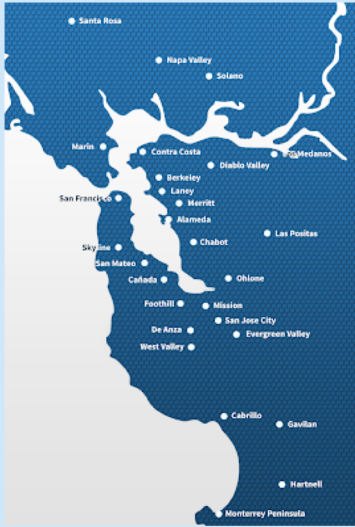 Santa Rosa
Napa Valley
Solano
Marin
Contra Costa
Los Medanos
Diablo Valley
Berkeley
Laney
San Francisco
Merritt
Alameda
Las Positas
Chabot
Skyline
San Mateo
Cañada
Ohlone
Foothill
Mission
San Jose City
De Anza
Evergreen Valley
West Valley
Cabrillo
Gavilan
Hartnell
Monterrey Peninsula